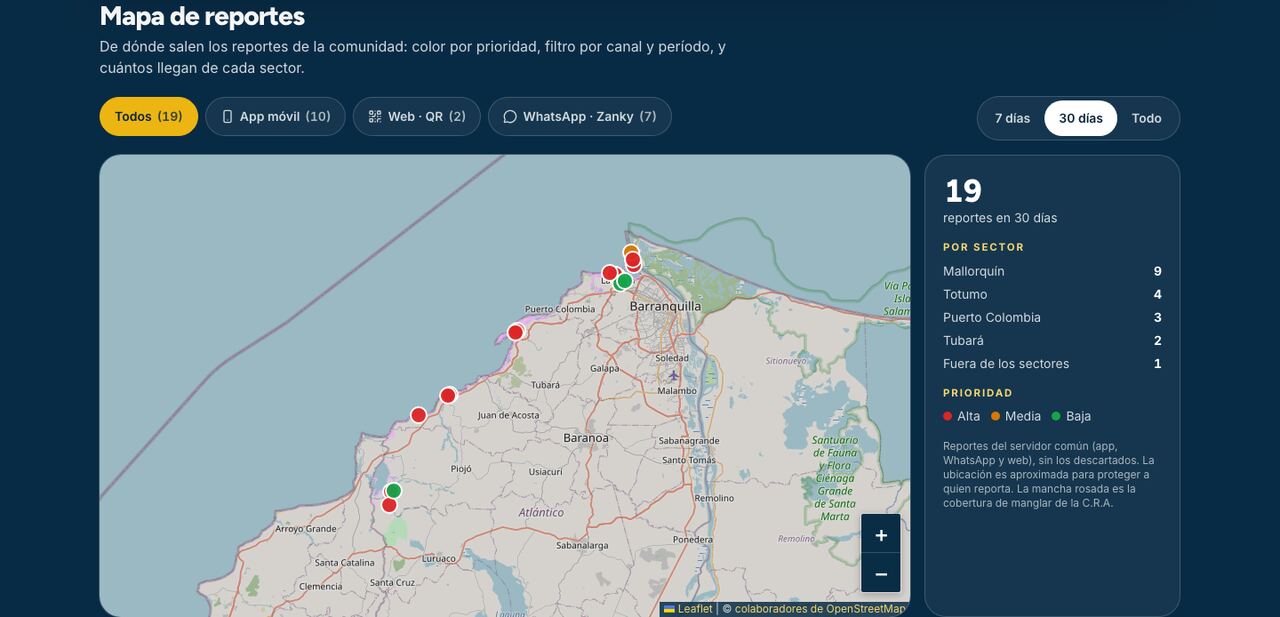 Mapa de reportes
De dónde salen los reportes de la comunidad: color por prioridad, filtro por canal y período, y
cuántos llegan de cada sector.
Todos (19)
App móvil (10)
Web · QR (2)
WhatsApp · Zanky (7)
7 días
30 días
Todo
19
reportes en 30 días
POR SECTOR
Mallorquín 9
Totumo 4
Puerto Colombia 3
Tubará 2
Fuera de los sectores 1
PRIORIDAD
Alta
Media
Baja
Reportes del servidor común (app,
WhatsApp y web), sin los descartados. La
ubicación es aproximada para proteger a
quien reporta. La mancha rosada es la
cobertura de manglar de la C.R.A.
Puerto Colombia
Barranquilla
Soledad
Sitionuevo
Galapa
Malambo
Tubará
Juan de Acosta
Baranoa
Sabanagrande
Santo Tomás
Piojó
Usiacurí
Remolino
Santuario
de Fauna
y Flora
Ciénaga
Grande
de Santa
Marta
Atlántico
Arroyo Grande
Ponedera
Remolino
Sabanalarga
Luruaco
Santa Catalina
Santa Cruz
Clemencia
+
−
Leaflet | © colaboradores de OpenStreetMap